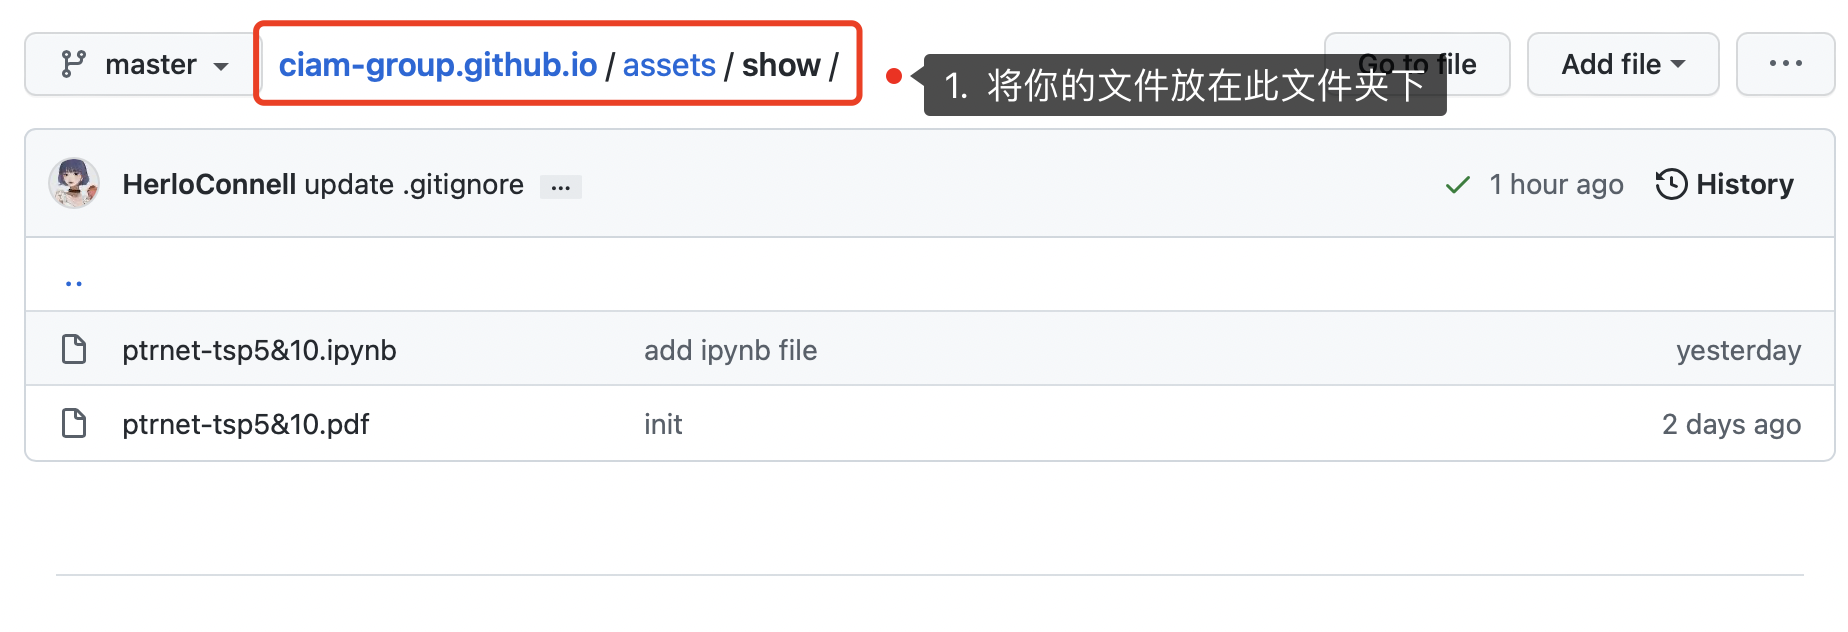 master
ciam-group.github.io / assets / show /
1. 将你的文件放在此文件夹下
Go to file
Add file
HerloConnell update .gitignore ...
1 hour ago
History
..
ptrnet-tsp5&10.ipynb
add ipynb file
yesterday
ptrnet-tsp5&10.pdf
init
2 days ago